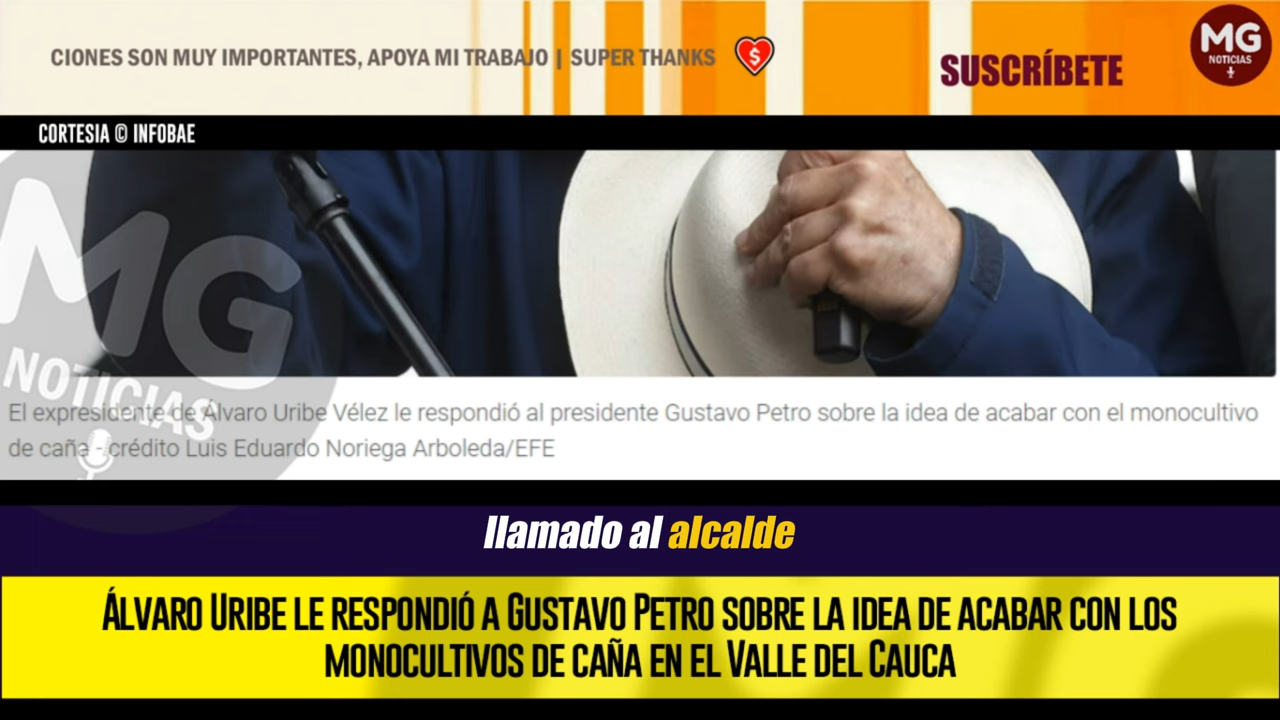 CIONES SON MUY IMPORTANTES, APOYA MI TRABAJO | SUPER THANKS
SUSCRÍBETE
MG
NOTICIAS
CORTESIA © INFOBAE
MG
NOTICIAS
El expresidente de Álvaro Uribe Vélez le respondió al presidente Gustavo Petro sobre la idea de acabar con el monocultivo
de caña - crédito Luis Eduardo Noriega Arboleda/EFE
llamado al alcalde
ÁLVARO URIBE LE RESPONDIÓ A GUSTAVO PETRO SOBRE LA IDEA DE ACABAR CON LOS
MONOCULTIVOS DE CAÑA EN EL VALLE DEL CAUCA